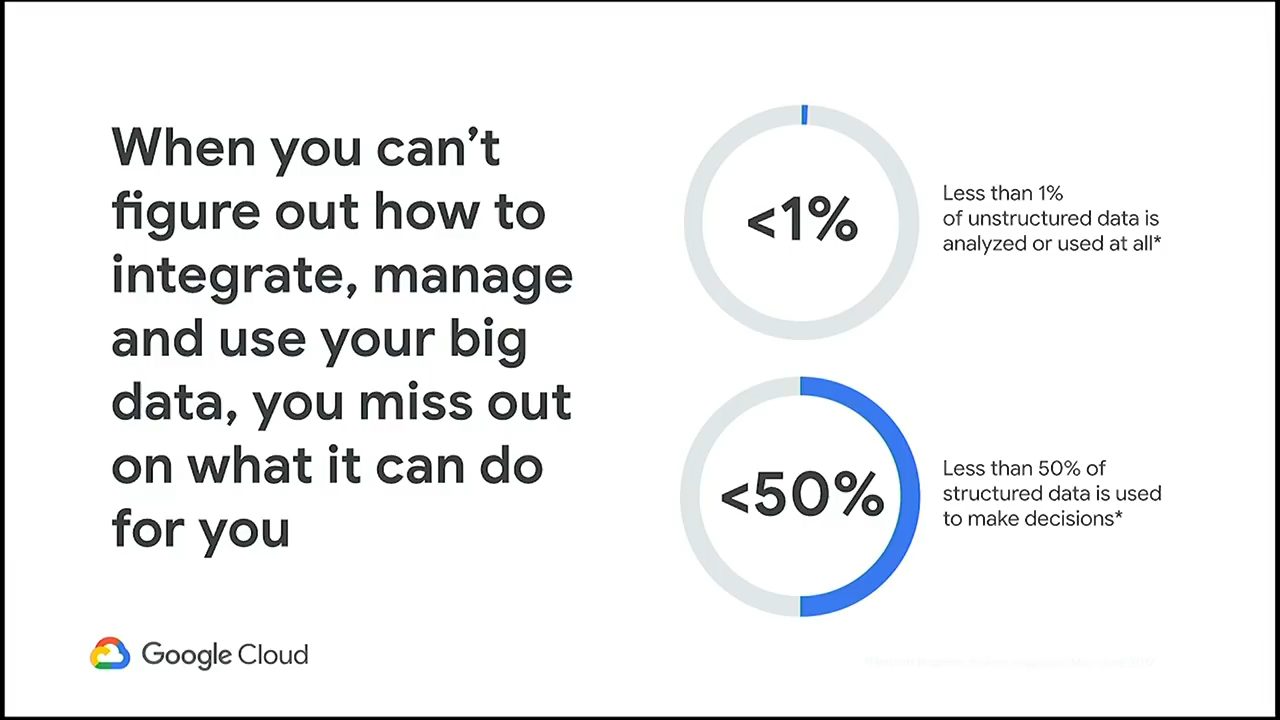 When you can't
figure out how to
integrate, manage
and use your big
data, you miss out
on what it can do
for you
<1%
Less than 1%
of unstructured data is
analyzed or used at all*
<50%
Less than 50% of
structured data is used
to make decisions*
Google Cloud